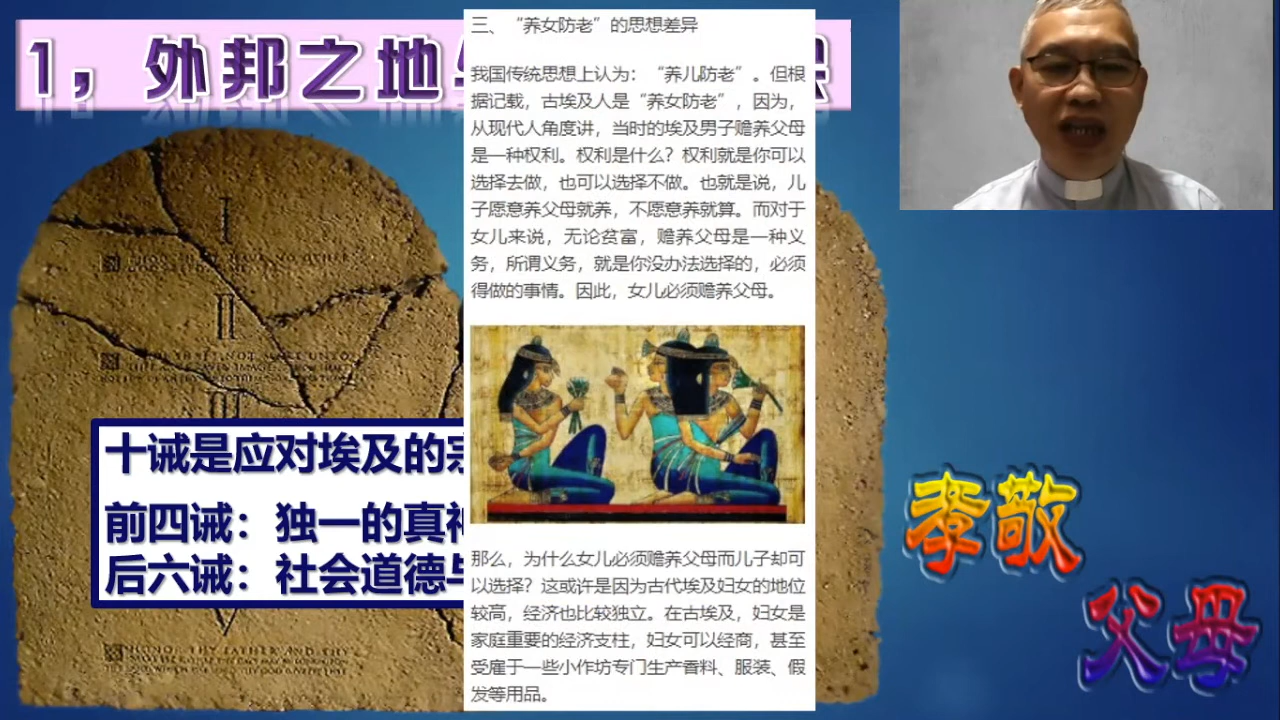 1，外邦之地
三、“养女防老”的思想差异
我国传统思想上认为：“养儿防老”。但根
据记载，古埃及人是“养女防老”，因为，
从现代人角度讲，当时的埃及男子赡养父母
是一种权利。权利是什么？权利就是你可以
选择去做，也可以选择不做。也就是说，儿
子愿意养父母就养，不愿意养就算。而对于
女儿来说，无论贫富，赡养父母是一种义
务，所谓义务，就是你没办法选择的，必须
得做的事情。因此，女儿必须赡养父母。
那么，为什么女儿必须赡养父母而儿子却可
以选择？这或许是因为古代埃及妇女的地位
较高，经济也比较独立。在古埃及，妇女是
家庭重要的经济支柱，妇女可以经商，甚至
受雇于一些小作坊专门生产香料、服装、假
发等用品。
I
II
III
V
十诫是应对埃及的
前四诫：独一的真
后六诫：社会道德
孝敬
父母